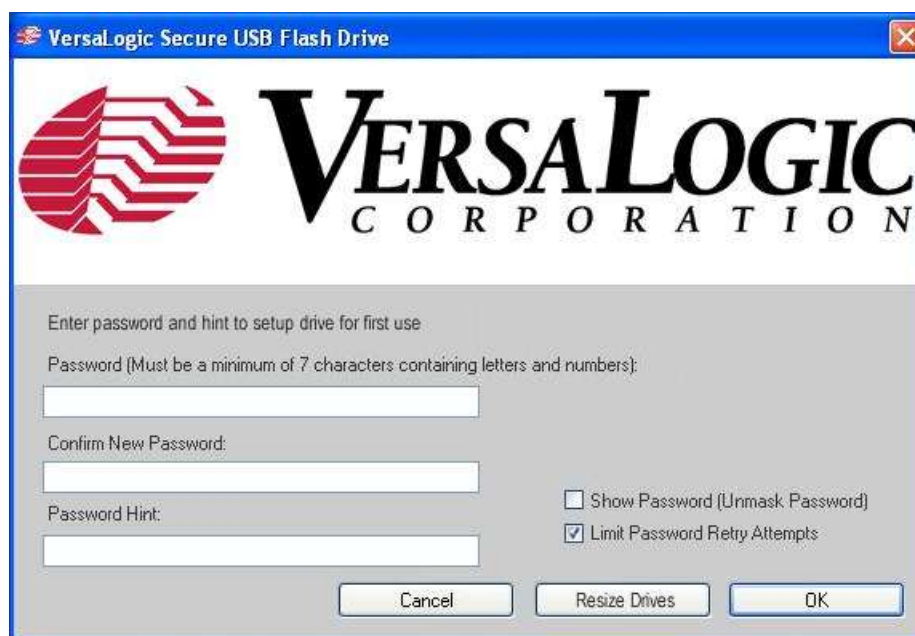 VersaLogic Secure USB Flash Drive
VERSALOGIC
CORPORATION
Enter password and hint to setup drive for first use
Password (Must be a minimum of 7 characters containing letters and numbers):
Confirm New Password:
Show Password (Unmask Password)
Password Hint:
Limit Password Retry Attempts
Cancel Resize Drives OK